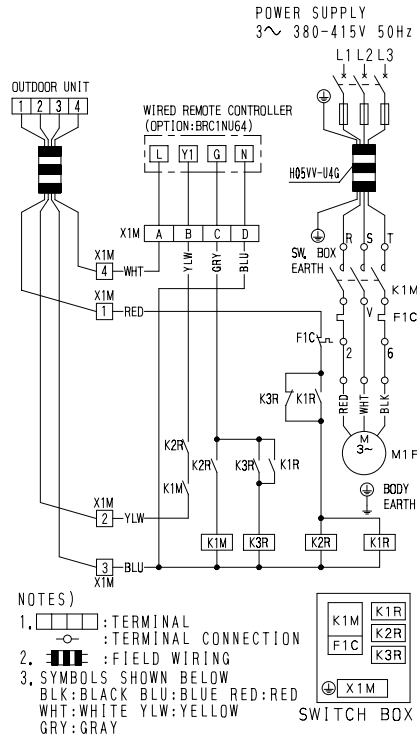 POWER SUPPLY
3~ 380-415V 50Hz
L1 L2 L3
OUTDOOR UNIT
1 2 3 4
WIRED REMOTE CONTROLLER
(OPTION:BRC1NU64)
L Y1 G N
H05VV-U4G
X1M A B C D
R S T
SW. BOX
EARTH
X1M
4 WHT
YLW
GRY
BLU
K1M
X1M
1 RED
V
F1C
F1C
2 6
K3R K1R
RED
WHT
BLK
M
3~
M1F
K2R
K2R
K3R
K1R
K1M
BODY
EARTH
X1M
2 YLW
K1M K3R K2R K1R
3 BLU
X1M
NOTES)
1. :TERMINAL
:TERMINAL CONNECTION
2. :FIELD WIRING
3. SYMBOLS SHOWN BELOW
BLK:BLACK BLU:BLUE RED:RED
WHT:WHITE YLW:YELLOW
GRY:GRAY
K1M K1R
K2R
F1C
K3R
X1M
SWITCH BOX